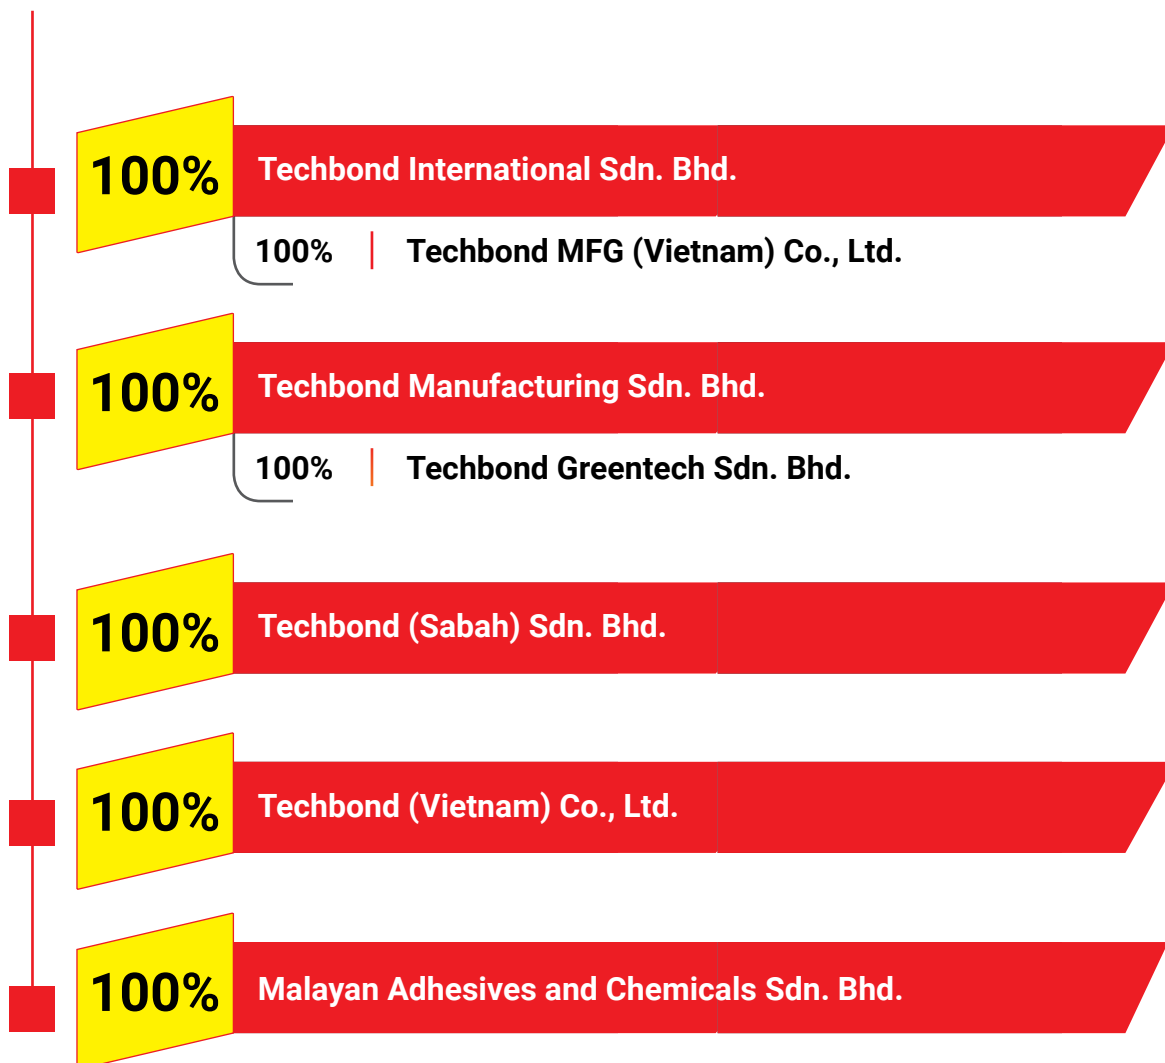 100% Techbond International Sdn. Bhd.
100% Techbond MFG (Vietnam) Co., Ltd.
100% Techbond Manufacturing Sdn. Bhd.
100% Techbond Greentech Sdn. Bhd.
100% Techbond (Sabah) Sdn. Bhd.
100% Techbond (Vietnam) Co., Ltd.
100% Malayan Adhesives and Chemicals Sdn. Bhd.